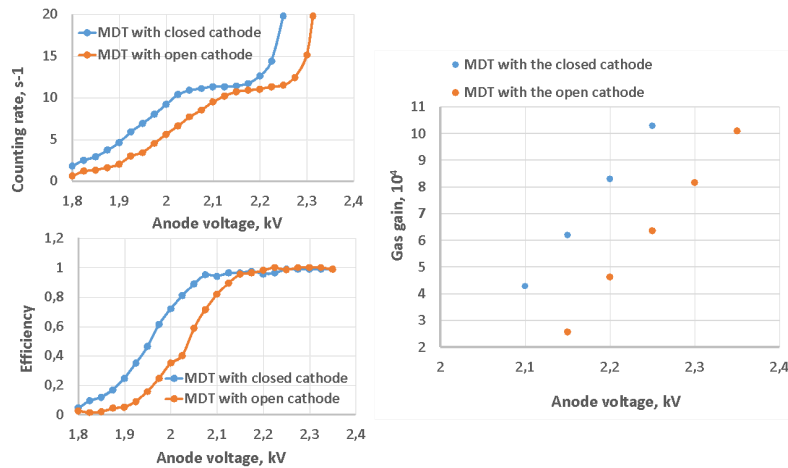 20
15
10
5
0
Counting rate, s-1
MDT with closed cathode
MDT with open cathode
1,8 1,9 2 2,1 2,2 2,3 2,4
Anode voltage, kV
1,2
1
0,8
0,6
0,4
0,2
0
Efficiency
MDT with closed cathode
MDT with open cathode
1,8 1,9 2 2,1 2,2 2,3 2,4
Anode voltage, kV
MDT with the closed cathode
MDT with the open cathode
11
10
9
8
7
6
5
4
3
2
Gas gain, 10⁴
2 2,1 2,2 2,3 2,4
Anode voltage, kV